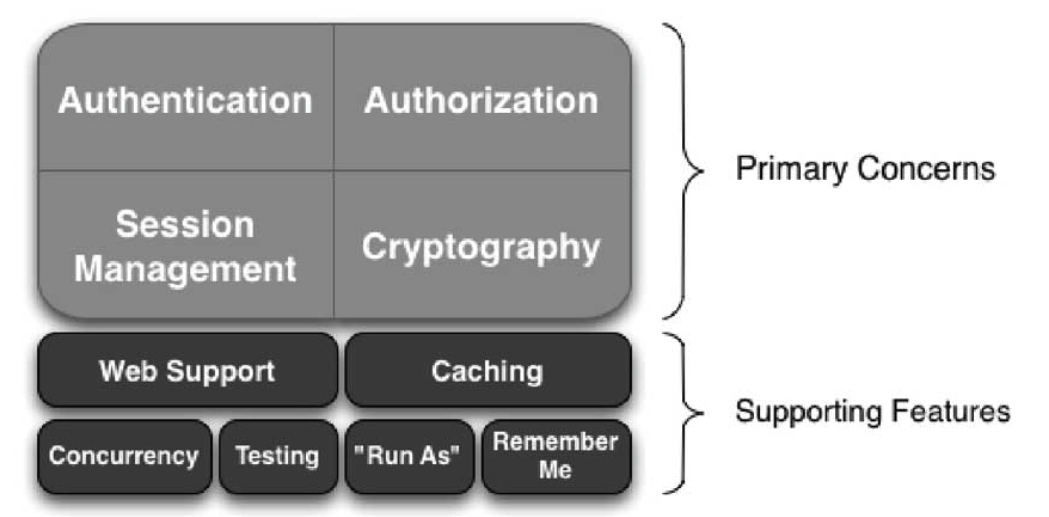 Authentication
Authorization
Primary Concerns
Session
Management
Cryptography
Web Support
Caching
Supporting Features
Concurrency
Testing
"Run As"
Remember
Me